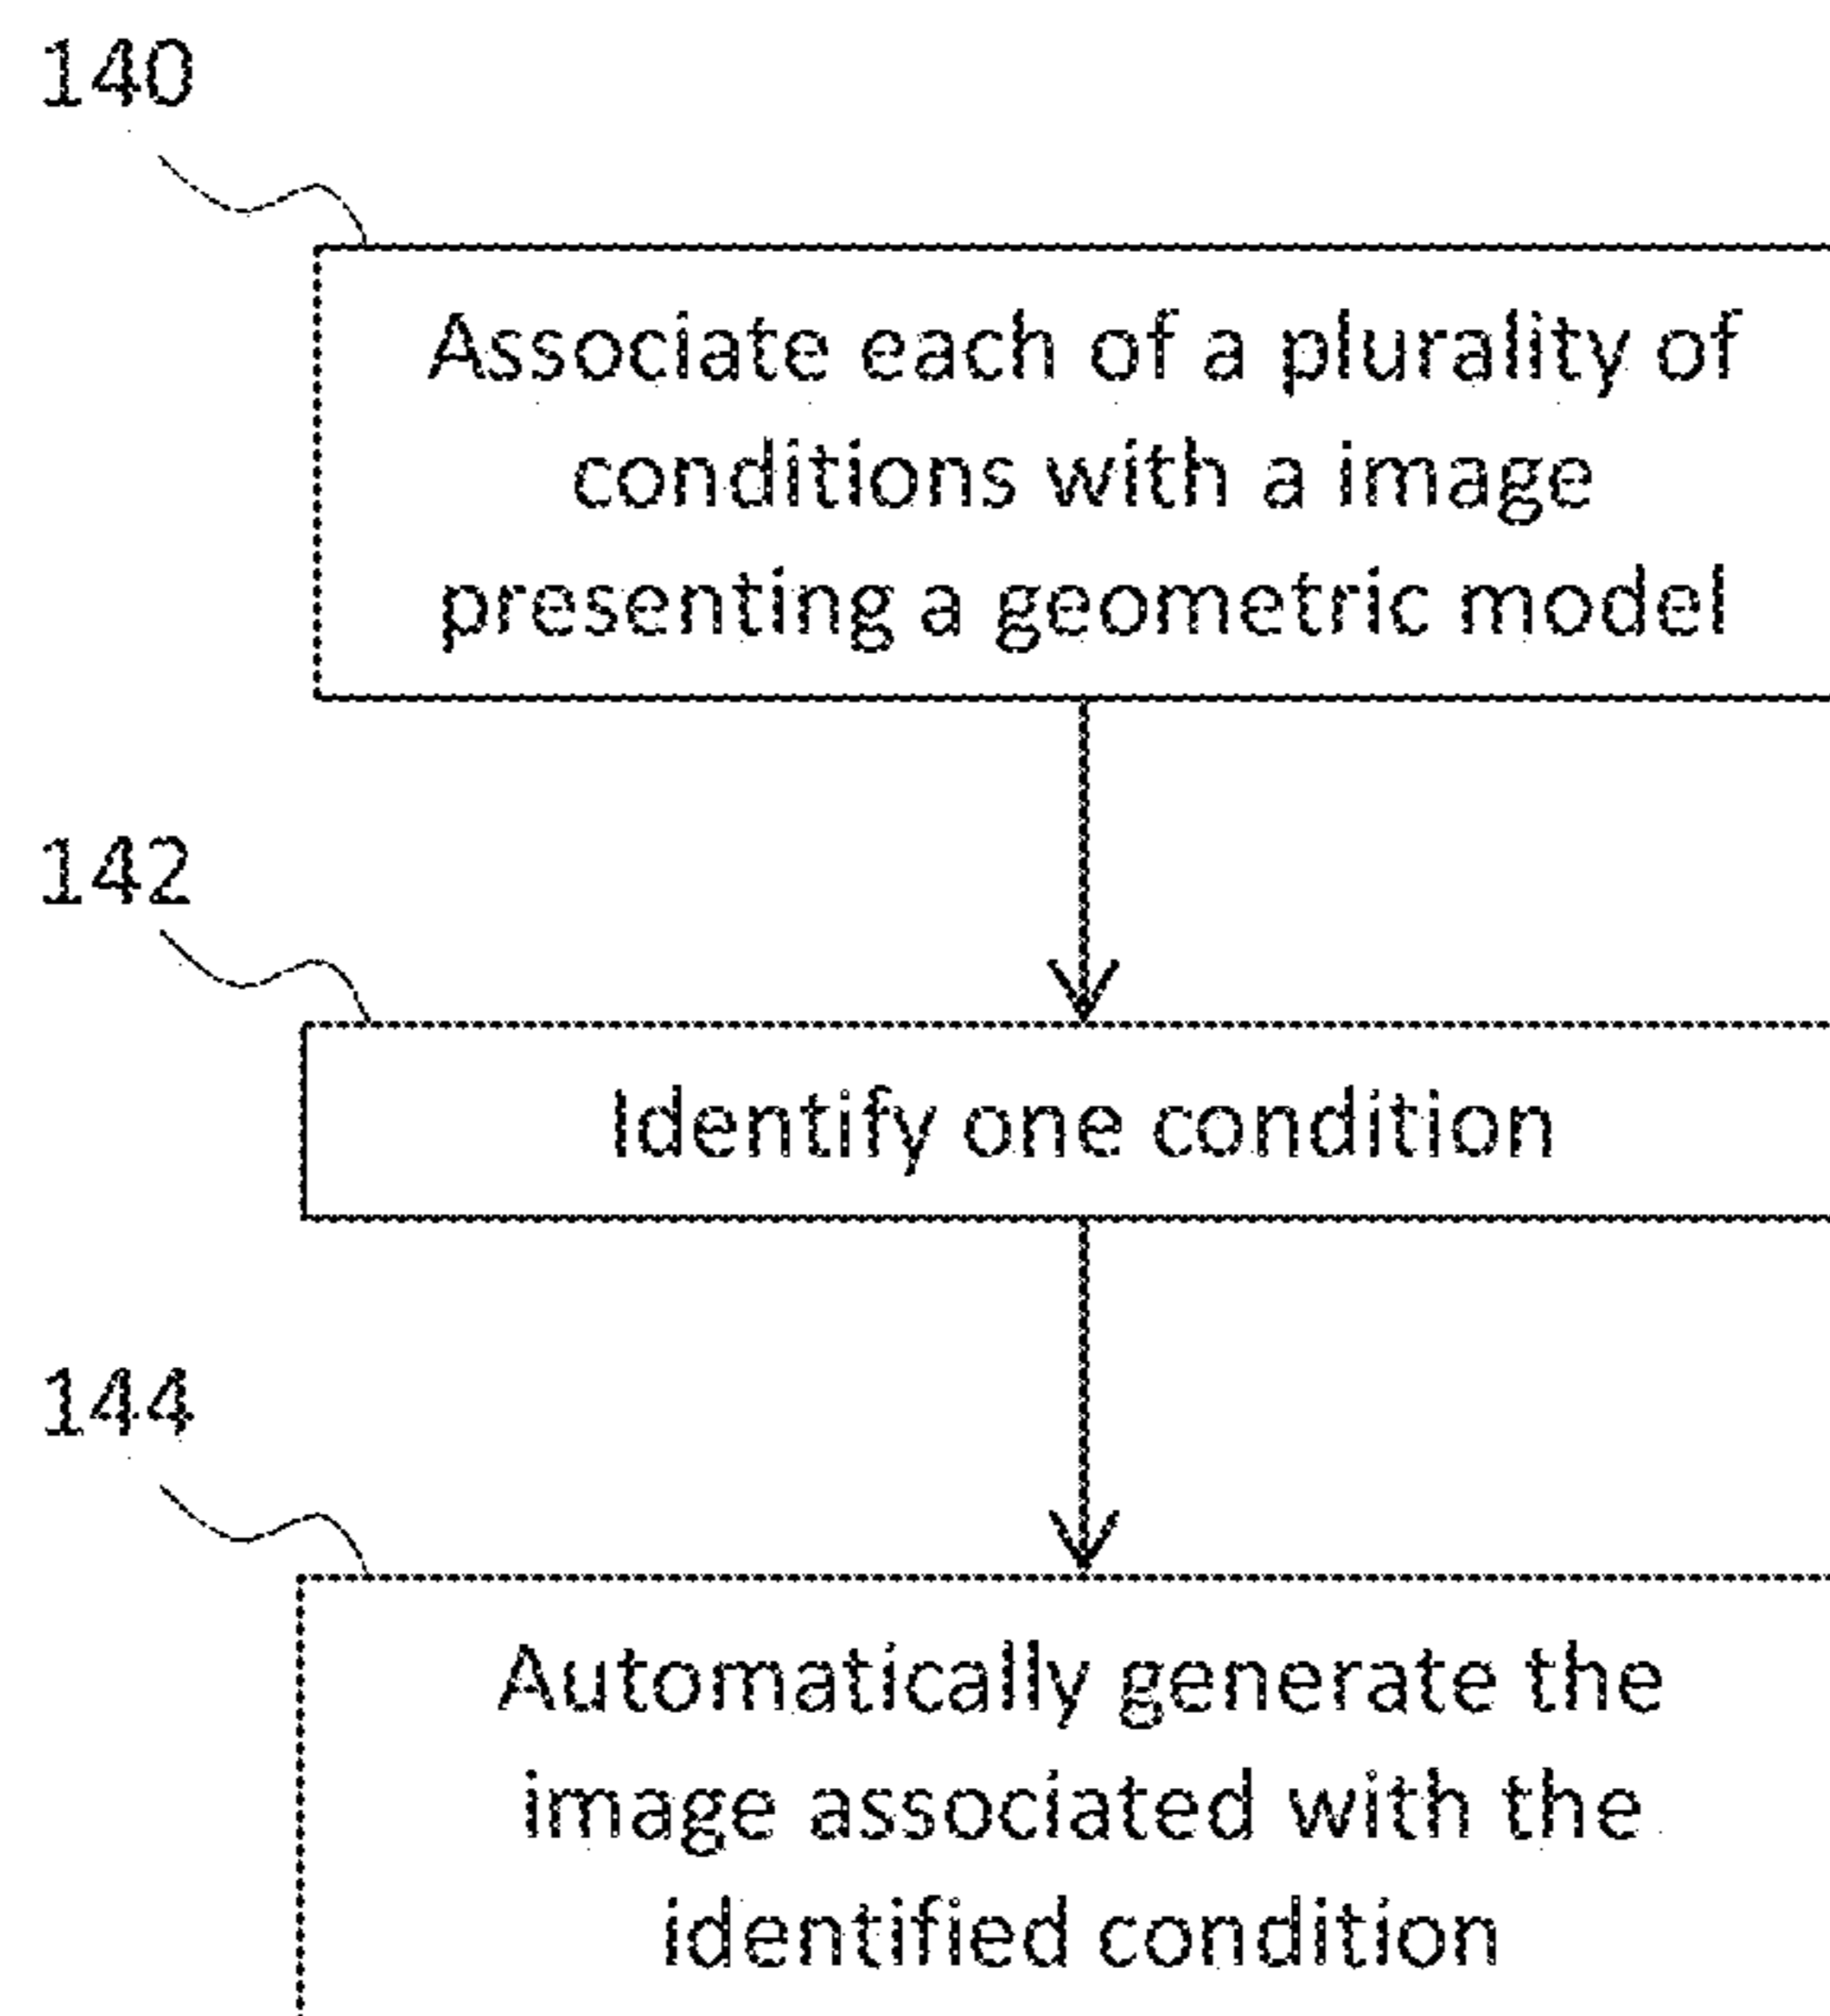 140
Associate each of a plurality of
conditions with a image
presenting a geometric model
142
Identify one condition
144
Automatically generate the
image associated with the
identified condition